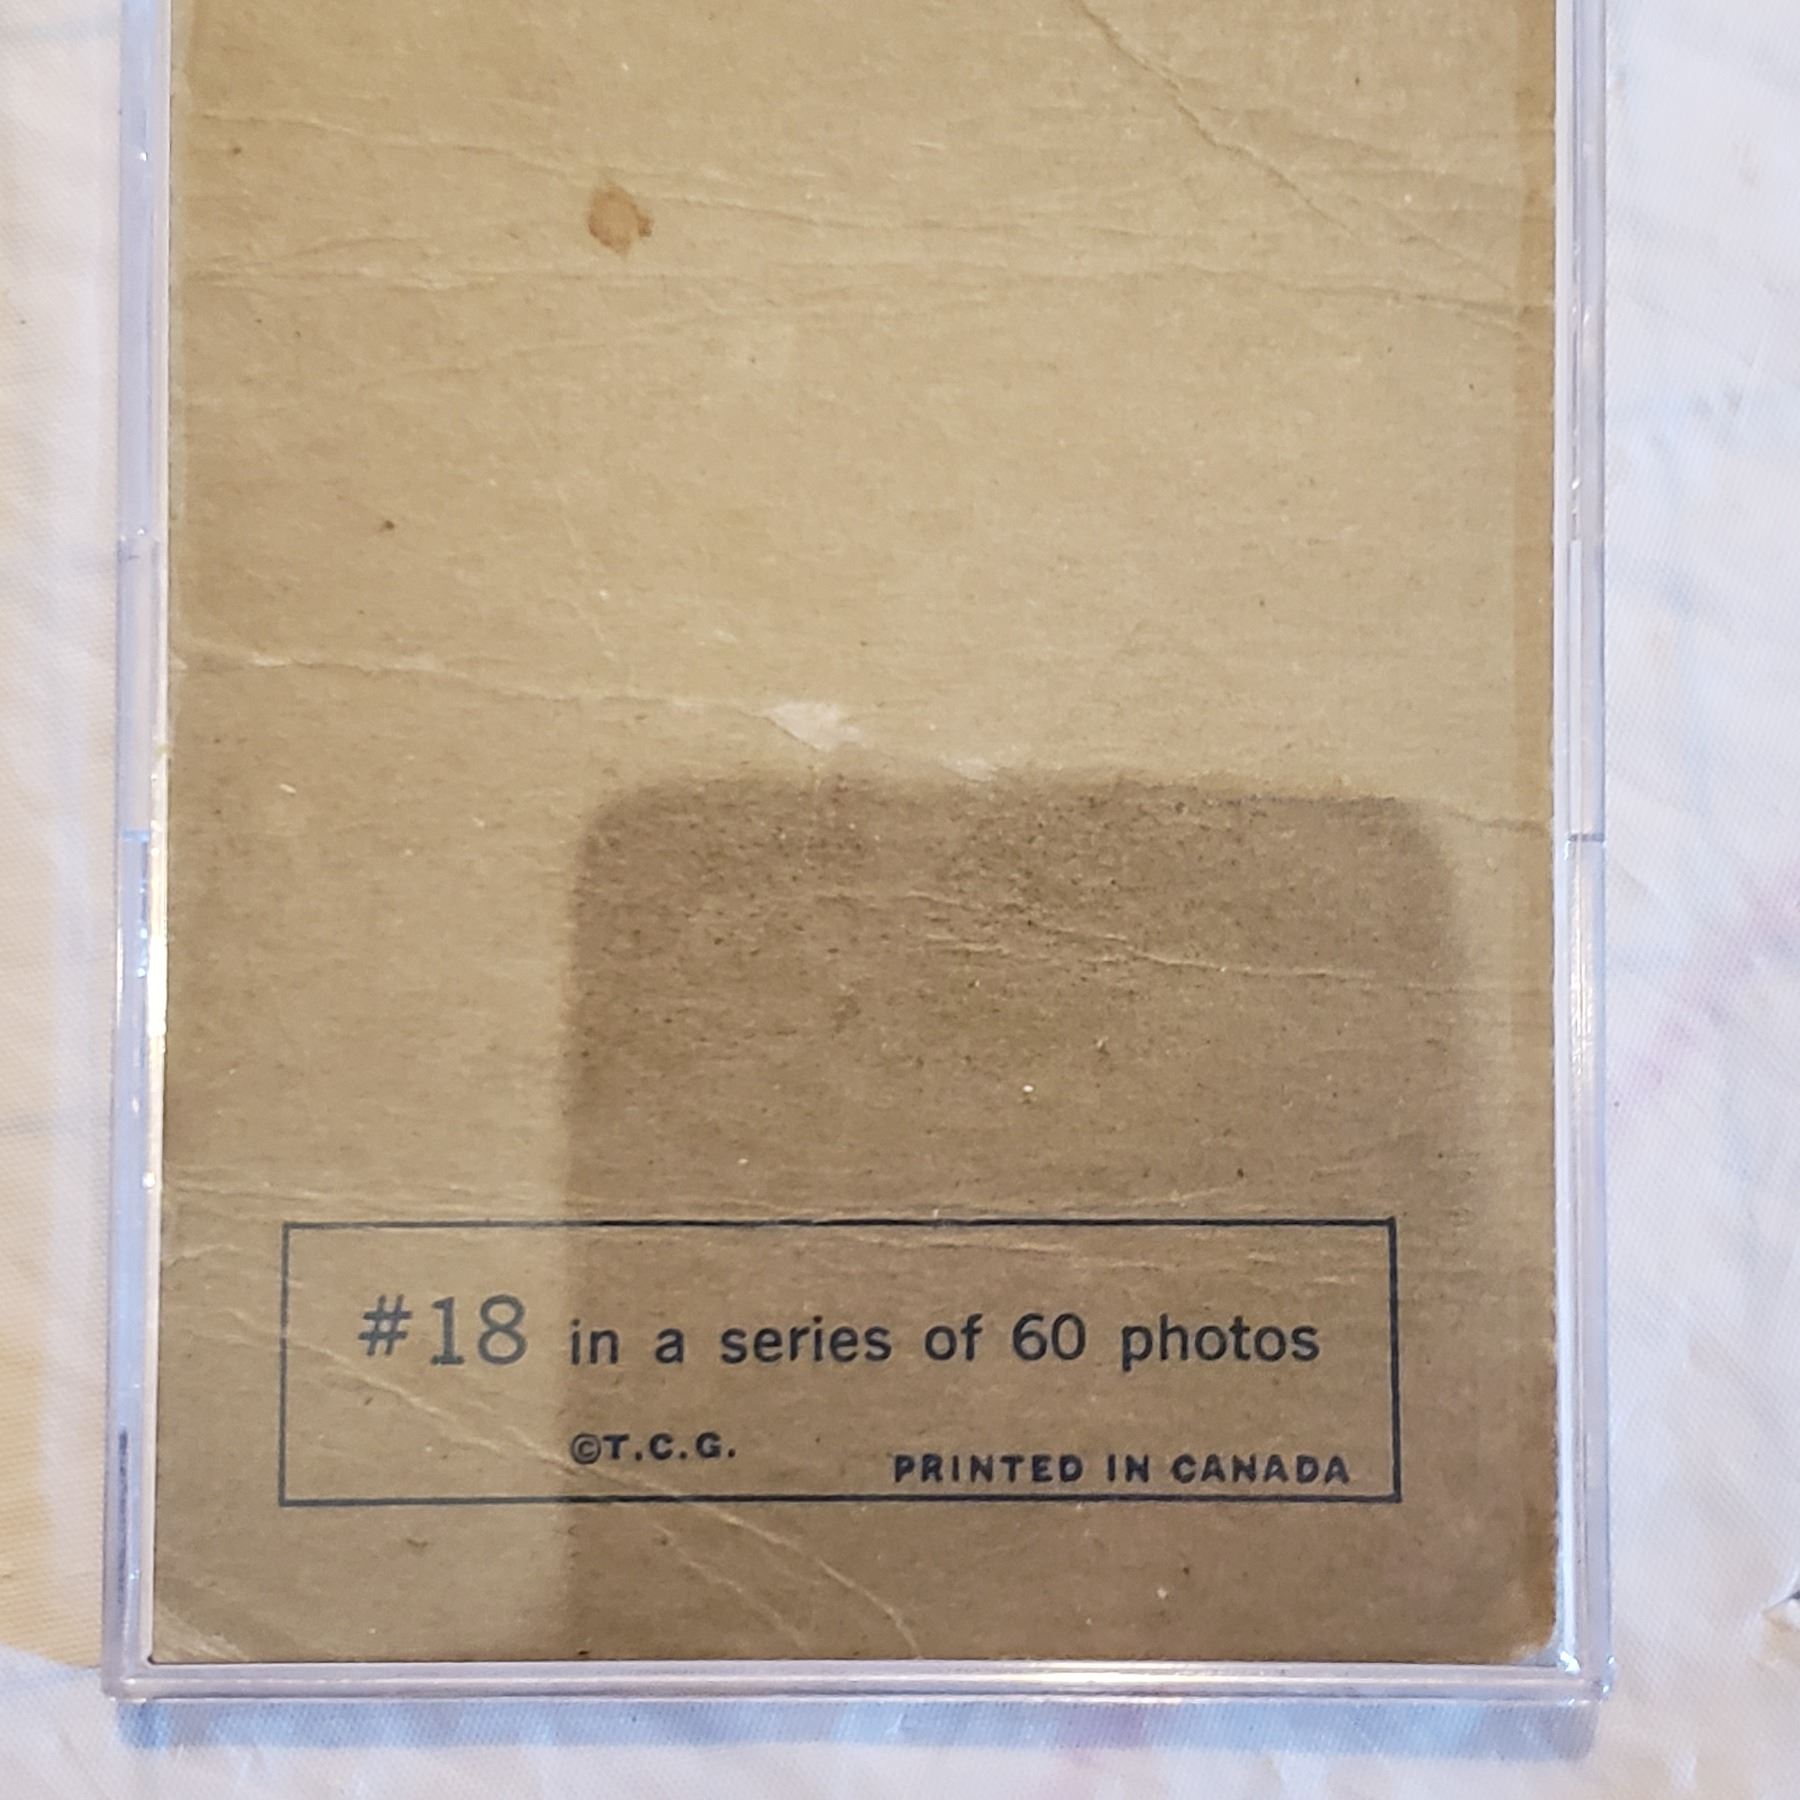 #18 in a series of 60 photos
©T.C.G.
PRINTED IN CANADA